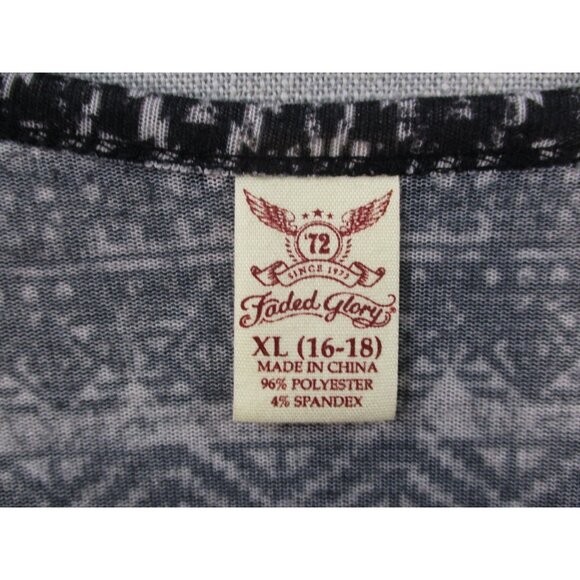 '72
SINCE 1972
Faded Glory®
XL (16-18)
MADE IN CHINA
96% POLYESTER
4% SPANDEX